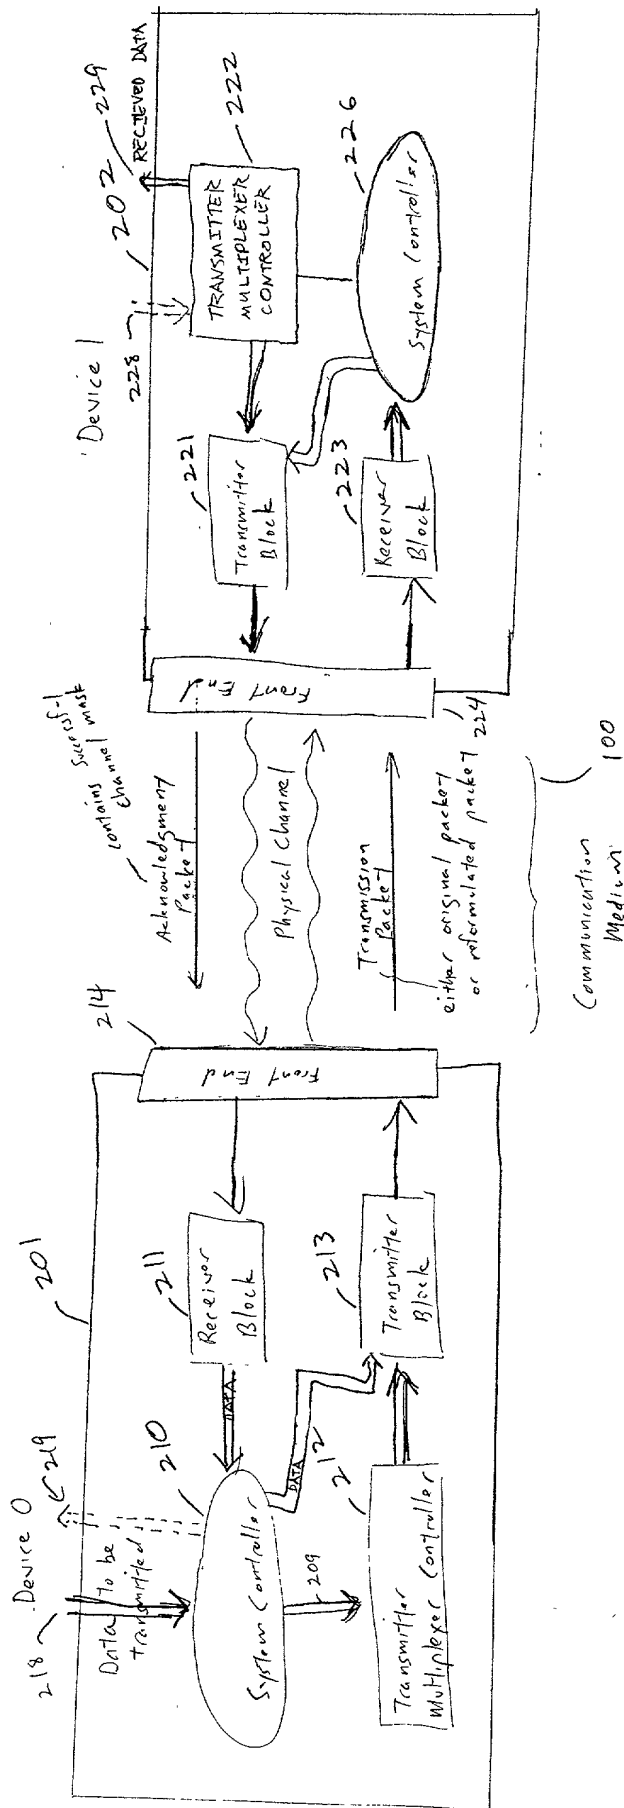 Device 0
201
218
Data to be
transmitted
219
210
System Controller
DATA
211
Receiver
Block
DATA
209
212
Transmitter
Multiplexer Controller
213
Transmitter
Block
214
Front End
contains successful
channel mask
Acknowledgment
Packet
Physical Channel
Transmission
Packet
either original packet
or reformulated packet
Communication
Medium
100
Device 1
202
Front End
224
221
Transmitter
Block
228
229
RECIEVED DATA
TRANSMITTER
MULTIPLEXER
CONTROLLER
222
223
Receiver
Block
System Controller
226